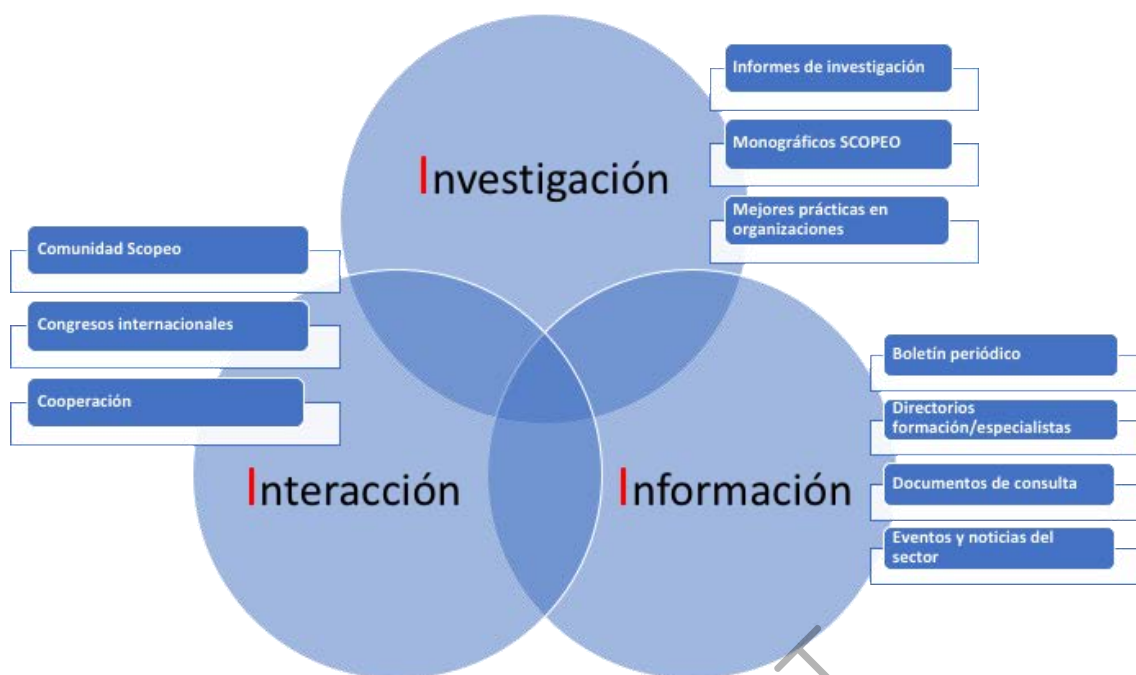 Investigación
Informes de investigación
Monográficos SCOPEO
Mejores prácticas en
organizaciones
Interacción
Comunidad Scopeo
Congresos internacionales
Cooperación
Información
Boletín periódico
Directorios
formación/especialistas
Documentos de consulta
Eventos y noticias del
sector